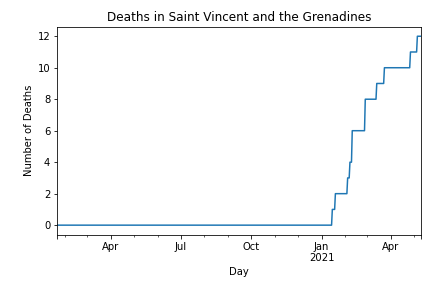 Deaths in Saint Vincent and the Grenadines
12
10
8
6
4
2
0
Number of Deaths
Apr Jul Oct Jan Apr
2021
Day